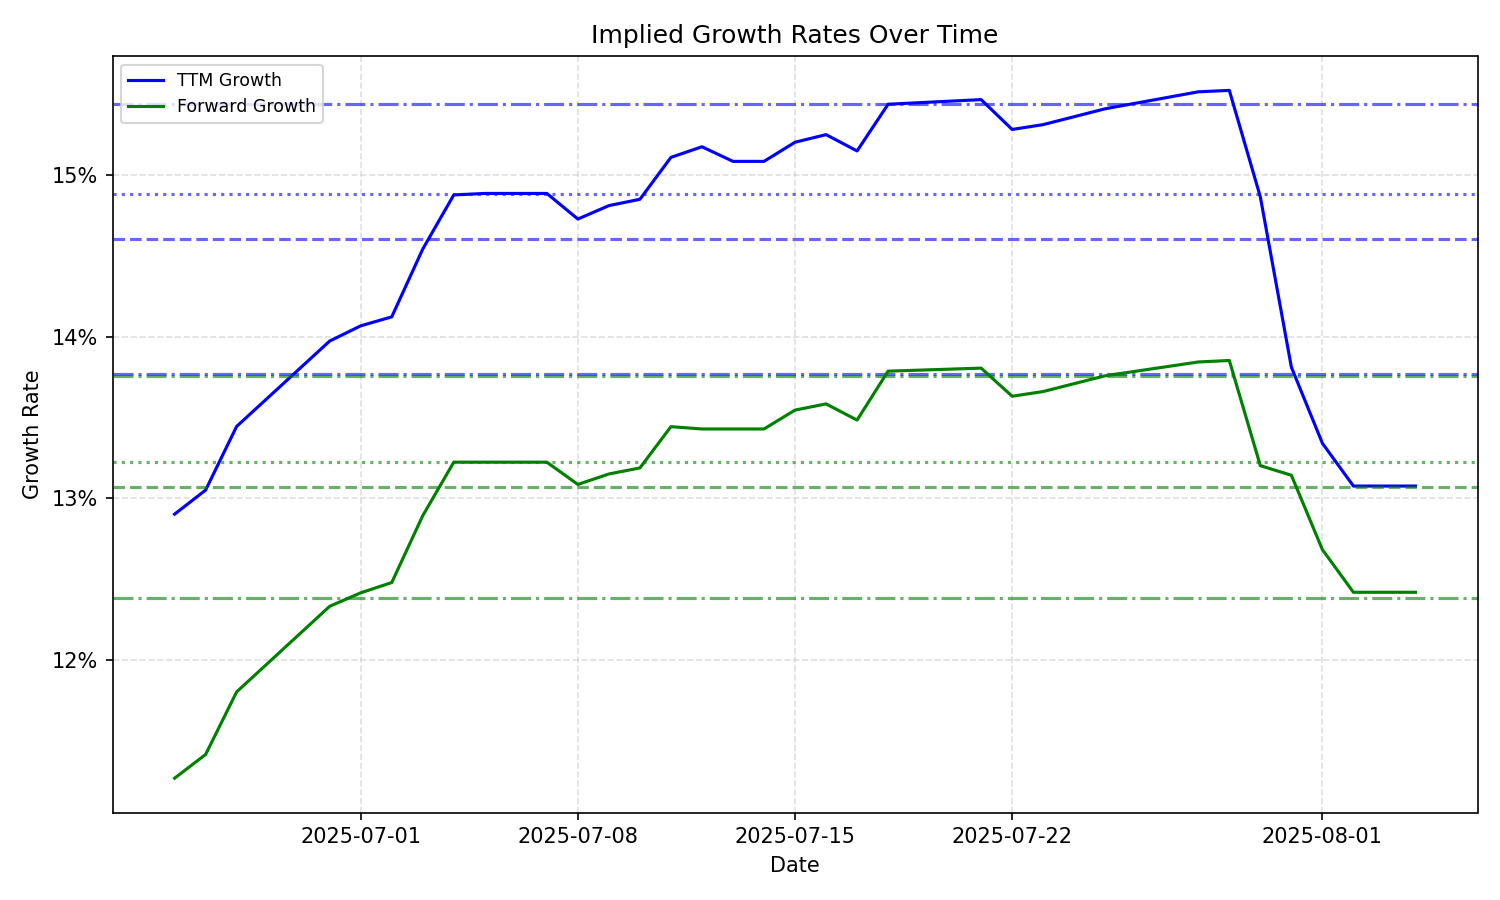 Implied Growth Rates Over Time
TTM Growth
Forward Growth
15%
14%
13%
12%
Growth Rate
2025-07-01
2025-07-08
2025-07-15
2025-07-22
2025-08-01
Date